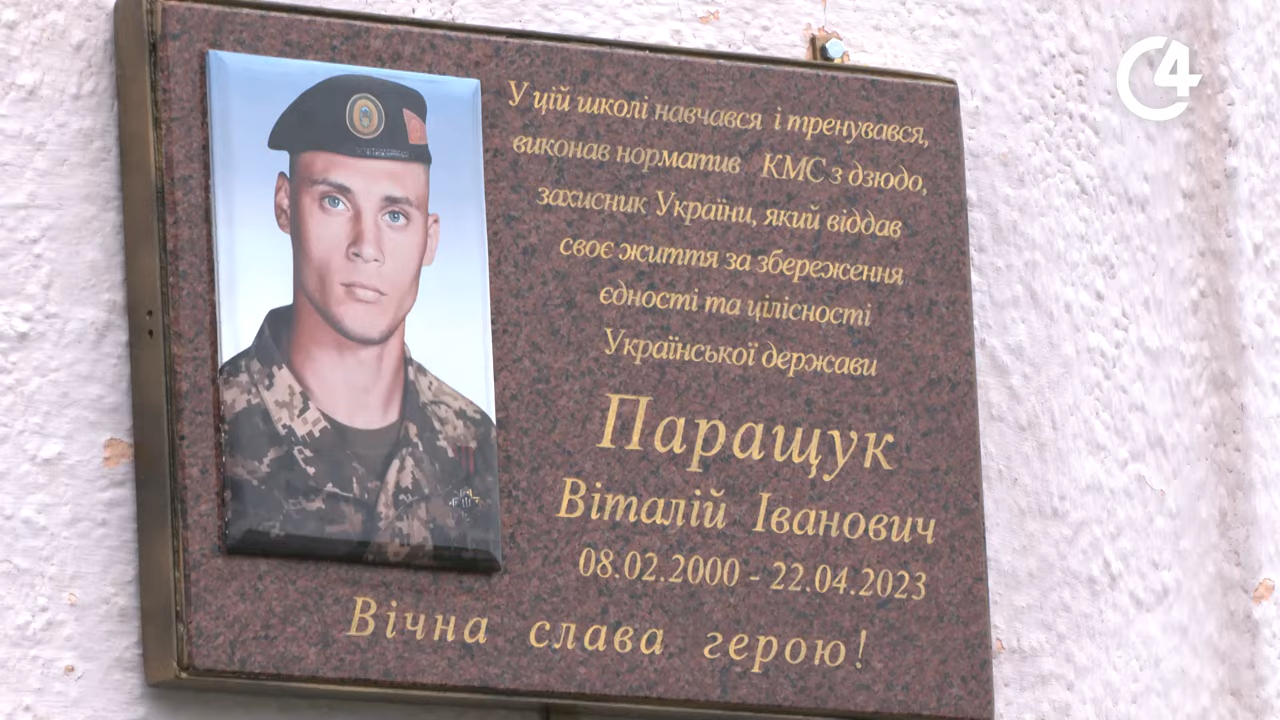 У цій школі навчався і тренувався,
виконав норматив КМС з дзюдо,
захисник України, який віддав
своє життя за збереження
єдності та цілісності
Української держави
Паращук
Віталій Іванович
08.02.2000 - 22.04.2023
Вічна слава герою!
C4